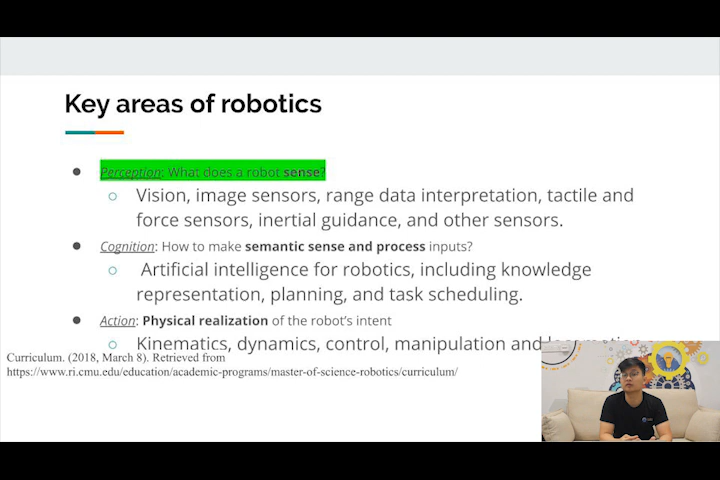 Key areas of robotics
Perception: What does a robot sense?
Vision, image sensors, range data interpretation, tactile and
force sensors, inertial guidance, and other sensors.
Cognition: How to make semantic sense and process inputs?
Artificial intelligence for robotics, including knowledge
representation, planning, and task scheduling.
Action: Physical realization of the robot's intent
Kinematics, dynamics, control, manipulation and
Curriculum. (2018, March 8). Retrieved from
https://www.ri.cmu.edu/education/academic-programs/master-of-science-robotics/curriculum/